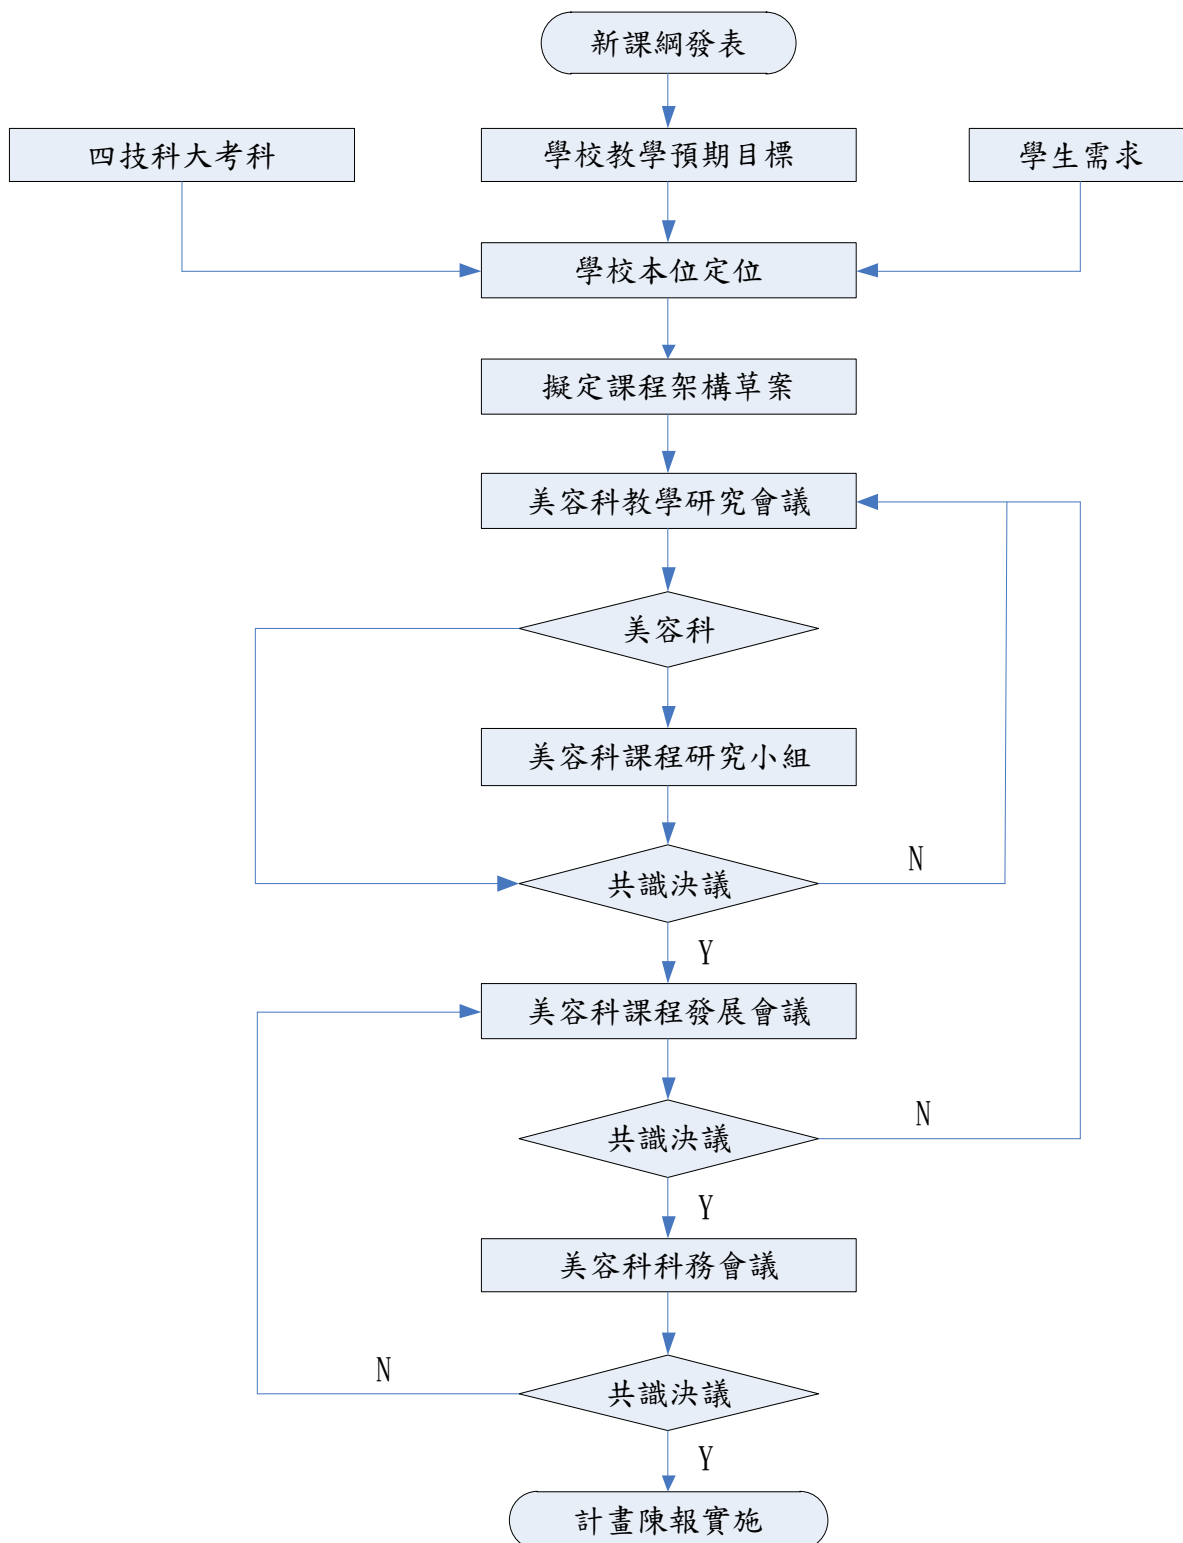 新課綱發表
四技科大考科
學校教學預期目標
學生需求
學校本位定位
擬定課程架構草案
美容科教學研究會議
美容科
美容科課程研究小組
共識決議
N
Y
美容科課程發展會議
共識決議
N
Y
美容科科務會議
共識決議
N
Y
計畫陳報實施